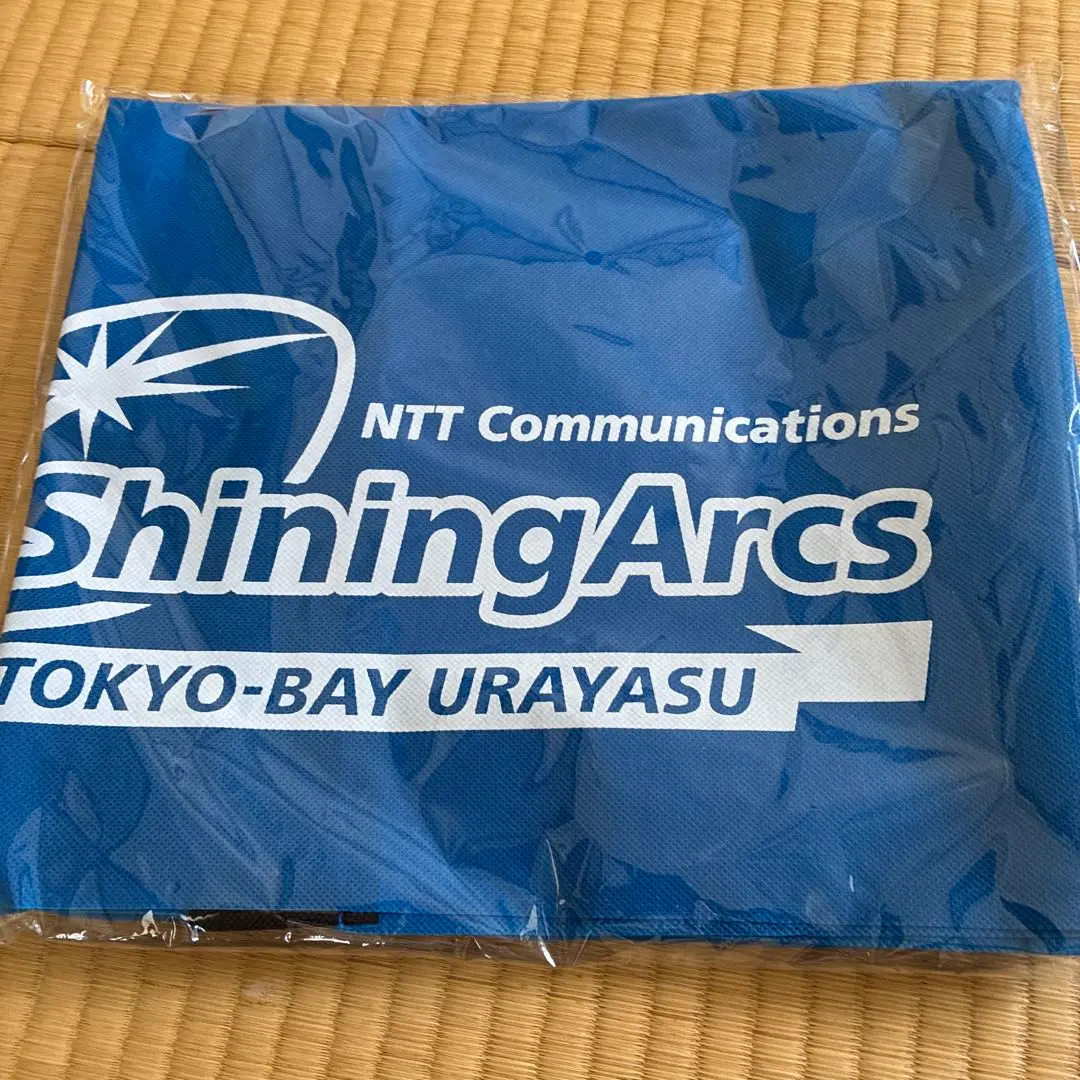 NTT Communications
ShiningArcs
TOKYO-BAY URAYASU